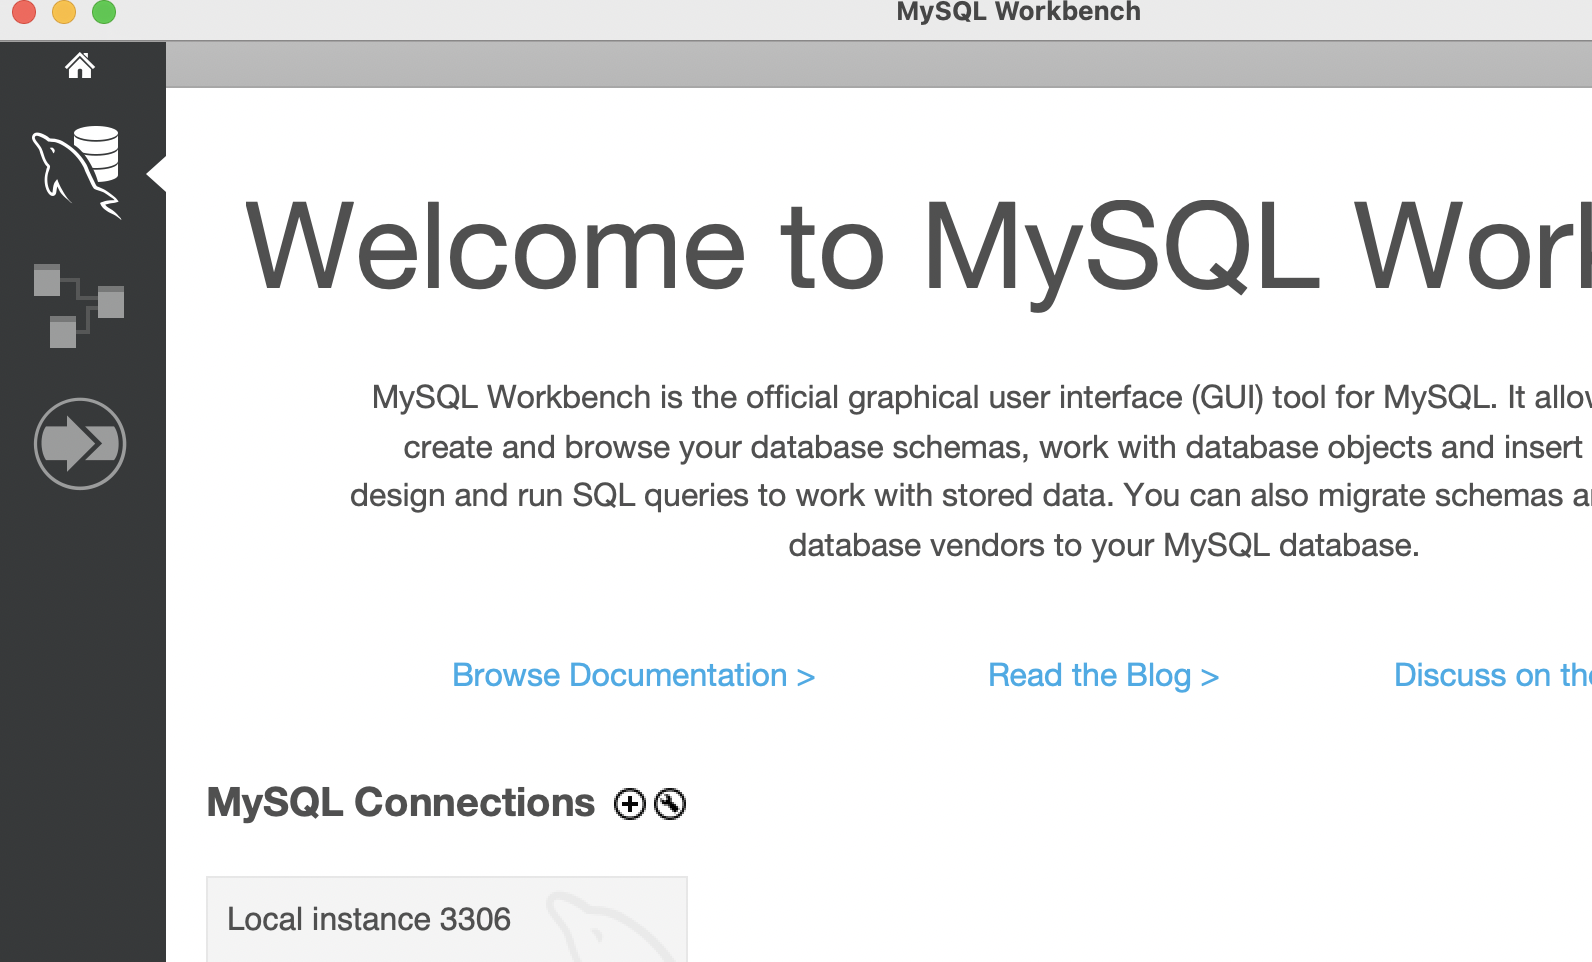 MySQL Workbench
Welcome to MySQL
MySQL Workbench is the official graphical user interface (GUI) tool for MySQL. It
create and browse your database schemas, work with database objects and insert
design and run SQL queries to work with stored data. You can also migrate schemas
database vendors to your MySQL database.
Browse Documentation >
Read the Blog >
Discuss on
MySQL Connections
Local instance 3306